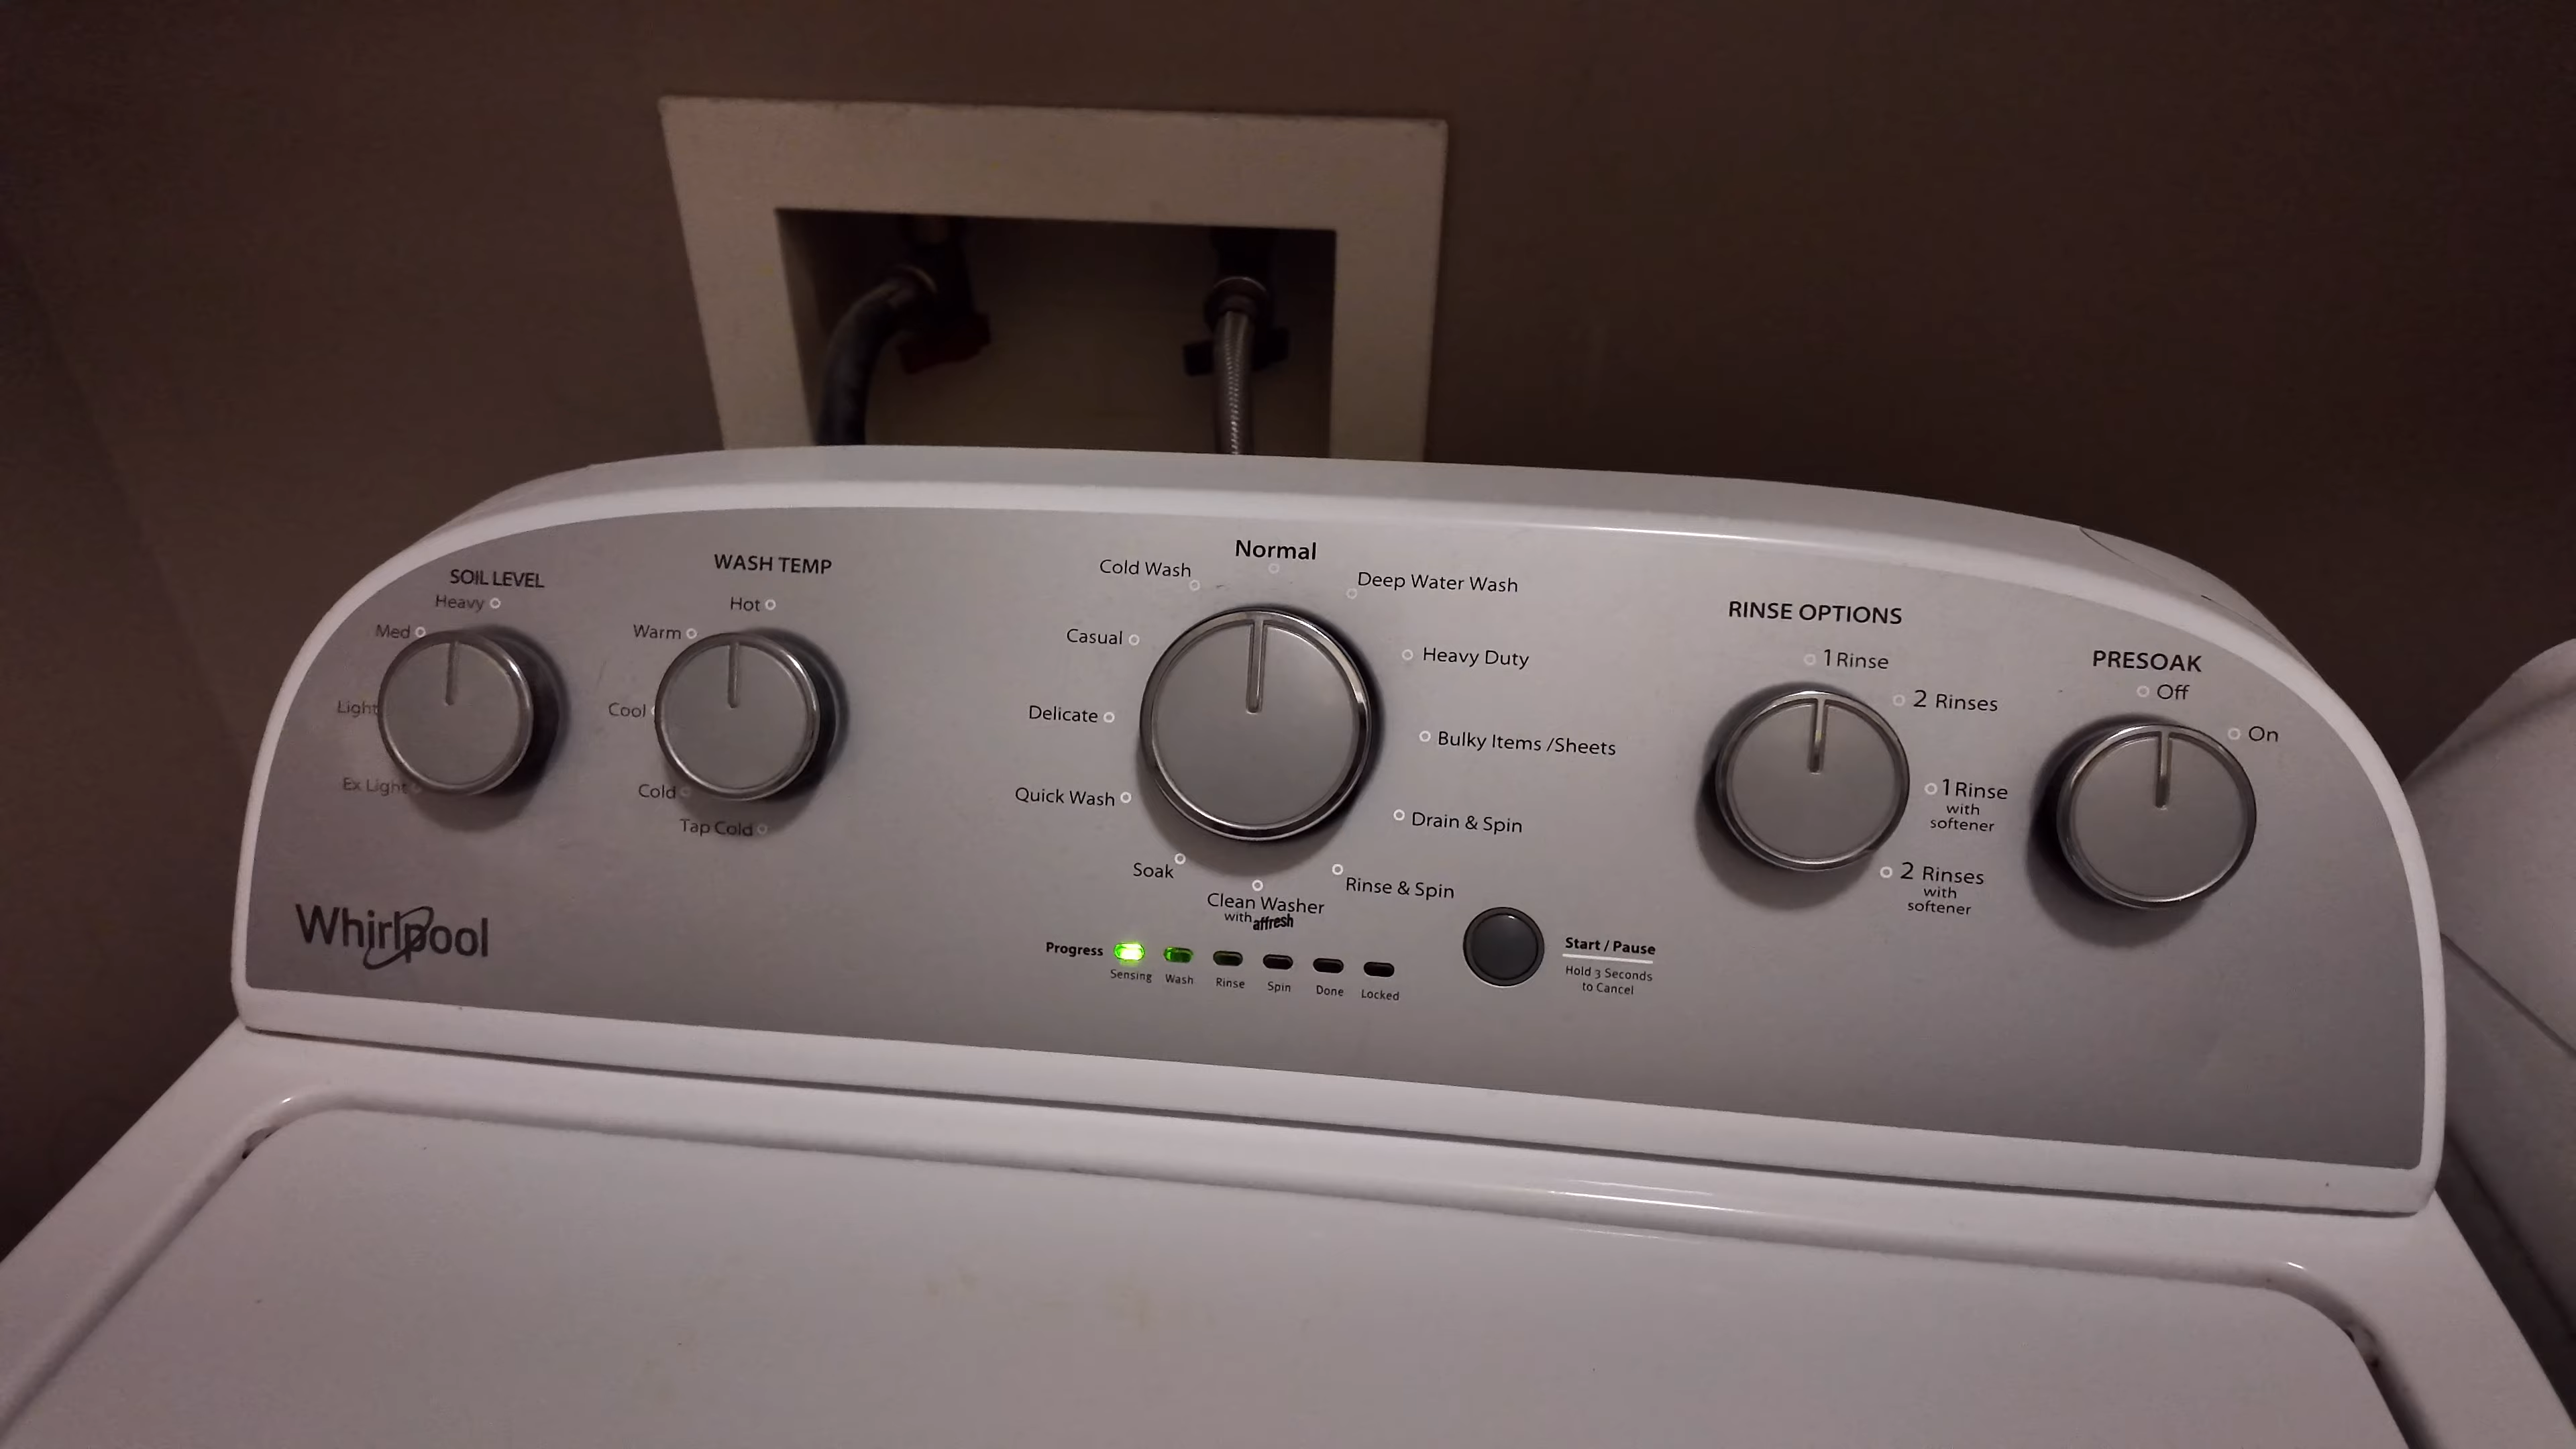 SOIL LEVEL
Heavy
Med
Light
Ex Light
WASH TEMP
Hot
Warm
Cool
Cold
Tap Cold
Normal
Cold Wash
Casual
Delicate
Quick Wash
Soak
Deep Water Wash
Heavy Duty
Bulky Items /Sheets
Drain & Spin
Rinse & Spin
Clean Washer
with affresh
RINSE OPTIONS
1 Rinse
2 Rinses
1 Rinse
with
softener
2 Rinses
with
softener
PRESOAK
Off
On
Whirlpool
Progress
Sensing Wash Rinse Spin Done Locked
Start / Pause
Hold 3 Seconds
to Cancel